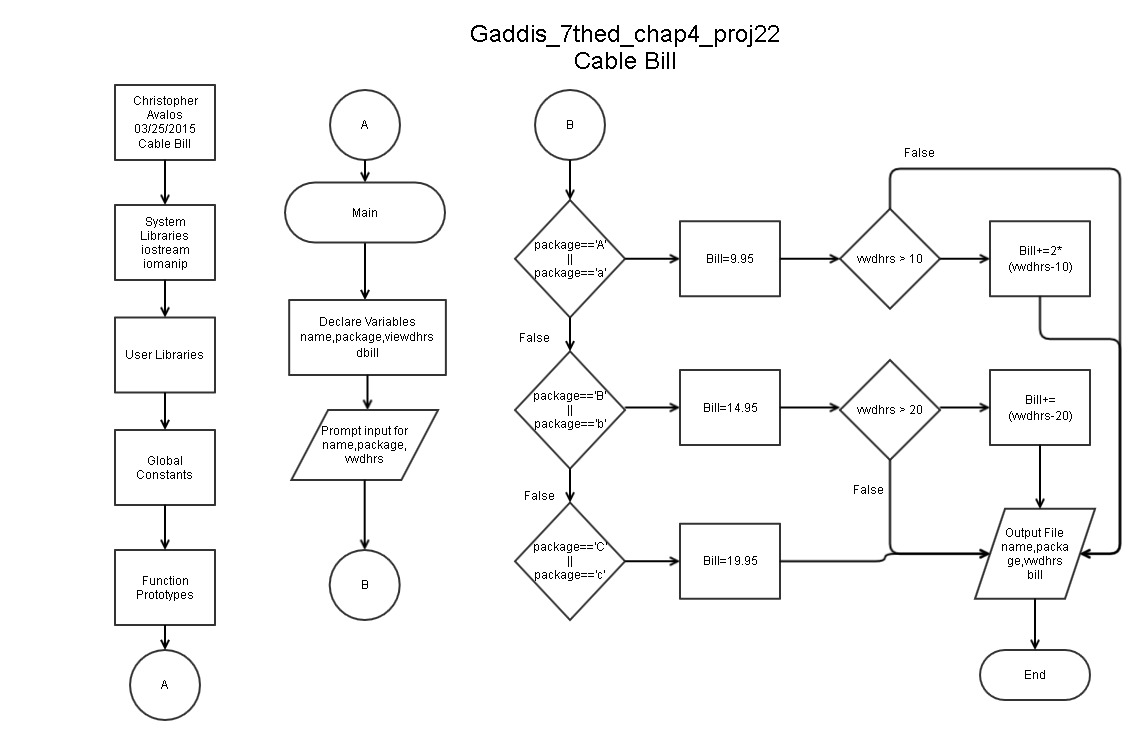 Gaddis_7thed_chap4_proj22
Cable Bill
Christopher
Avalos
03/25/2015
Cable Bill
System
Libraries
iostream
iomanip
User Libraries
Global
Constants
Function
Prototypes
A
A
Main
Declare Variables
name,package,viewdhrs
dbill
Prompt input for
name,package,
vwdhrs
B
B
package=='A'
||
package=='a'
Bill=9.95
vwdhrs > 10
False
Bill+=2*
(vwdhrs-10)
False
package=='B'
||
package=='b'
Bill=14.95
vwdhrs > 20
Bill+=
(vwdhrs-20)
False
False
package=='C'
||
package=='c'
Bill=19.95
Output File
name,packa
ge,vwdhrs
bill
End